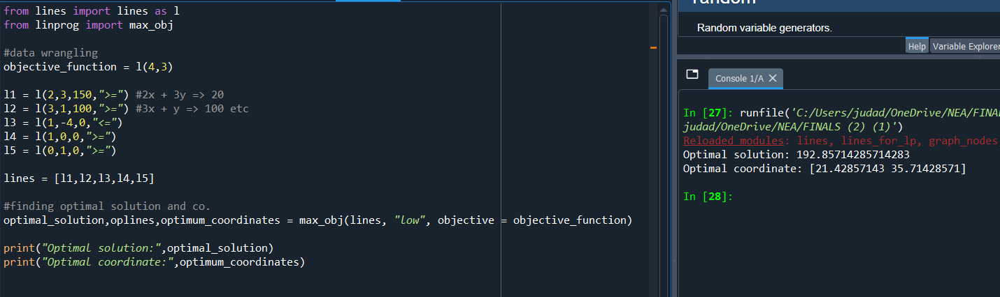 from lines import lines as l
from linprog import max_obj
#data wrangling
objective_function = l(4,3)
l1 = l(2,3,150,">=") #2x + 3y => 20
l2 = l(3,1,100,">=") #3x + y => 100 etc
l3 = l(1,-4,0,"<=")
l4 = l(1,0,0,">=")
l5 = l(0,1,0,">=")
lines = [l1,l2,l3,l4,l5]
#finding optimal solution and co.
optimal_solution,oplines,optimum_coordinates = max_obj(lines, "low", objective = objective_function)
print("Optimal solution:",optimal_solution)
print("Optimal coordinate:",optimum_coordinates)
random
Random variable generators.
Help Variable Explorer
Console 1/A
In [27]: runfile('C:/Users/judad/OneDrive/NEA/FINA
judad/OneDrive/NEA/FINALS (2) (1)')
Reloaded modules: lines, lines_for_lp, graph_nodes
Optimal solution: 192.85714285714283
Optimal coordinate: [21.42857143 35.71428571]
In [28]: